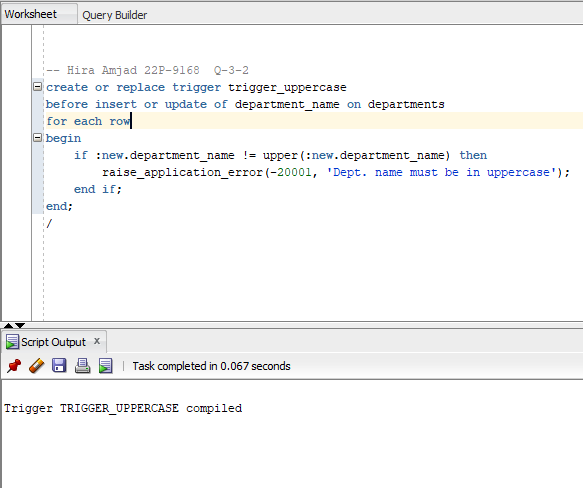 Worksheet Query Builder
-- Hira Amjad 22P-9168  Q-3-2
create or replace trigger trigger_uppercase
before insert or update of department_name on departments
for each row
begin
    if :new.department_name != upper(:new.department_name) then
        raise_application_error(-20001, 'Dept. name must be in uppercase');
    end if;
end;
/
Script Output x
Task completed in 0.067 seconds
Trigger TRIGGER_UPPERCASE compiled